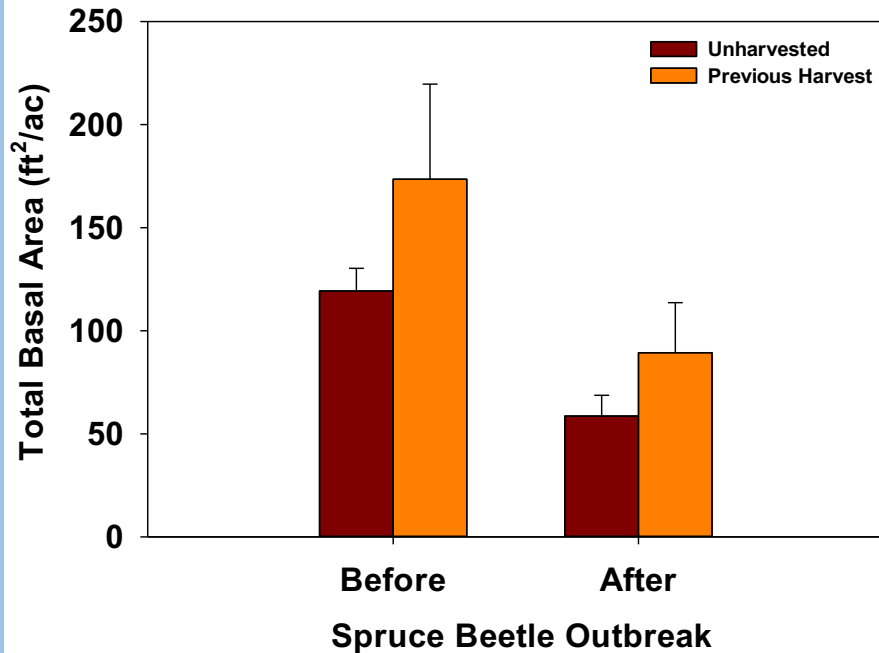 Total Basal Area (ft²/ac)
250
200
150
100
50
0
Unharvested
Previous Harvest
Before After
Spruce Beetle Outbreak